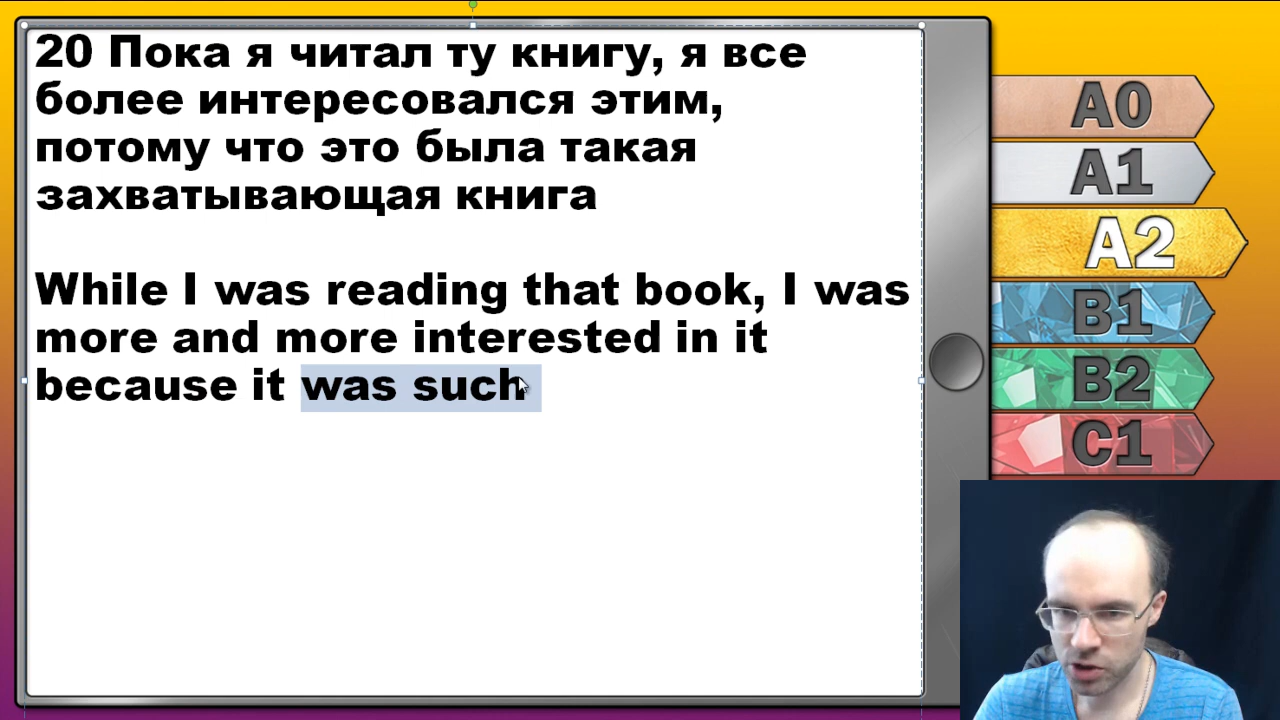 20 Пока я читал ту книгу, я все
более интересовался этим,
потому что это была такая
захватывающая книга
While I was reading that book, I was
more and more interested in it
because it was such
A0
A1
A2
B1
B2
C1